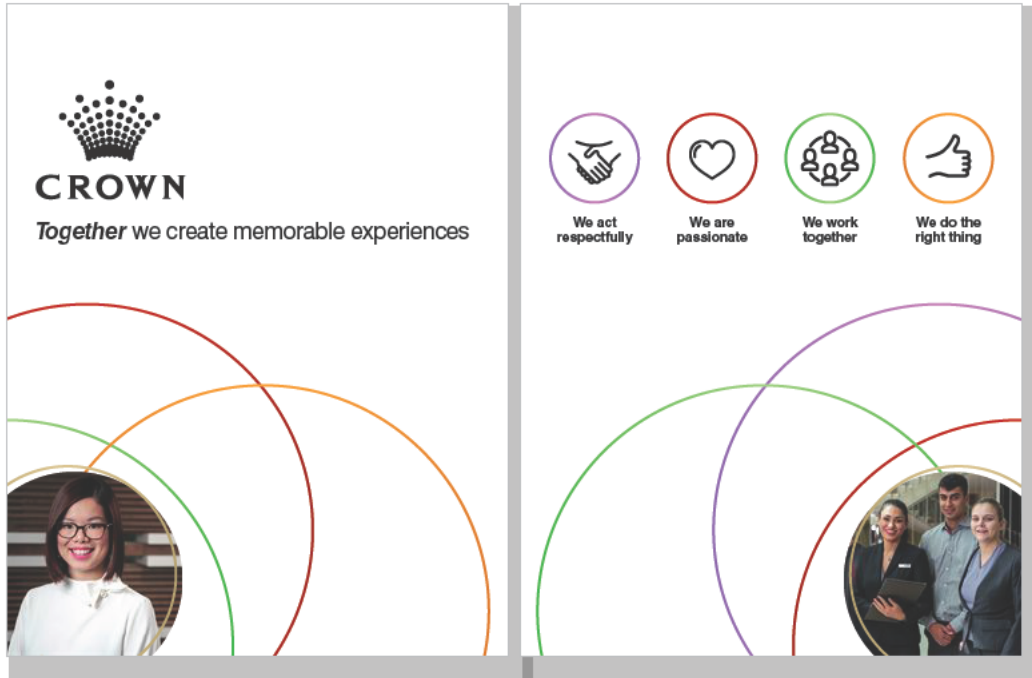 CROWN
Together we create memorable experiences
We act
respectfully
We are
passionate
We work
together
We do the
right thing